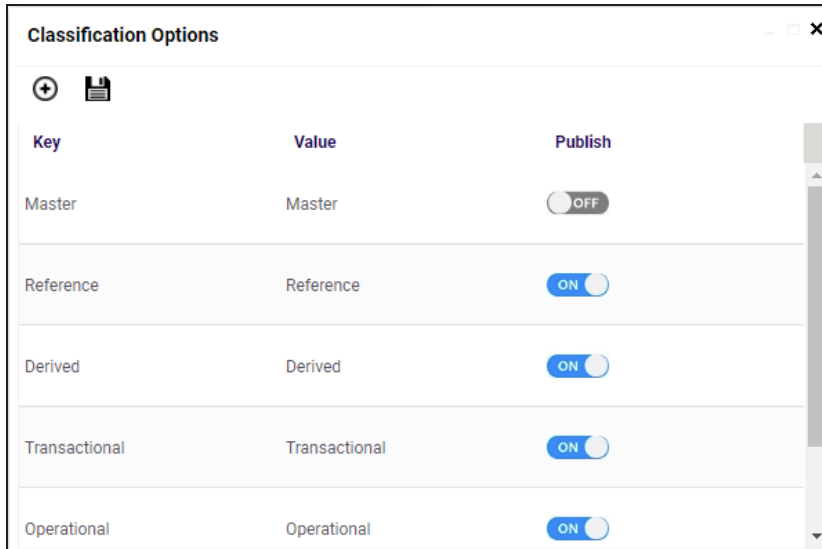 Classification Options
Key Value Publish
Master Master OFF
Reference Reference ON
Derived Derived ON
Transactional Transactional ON
Operational Operational ON